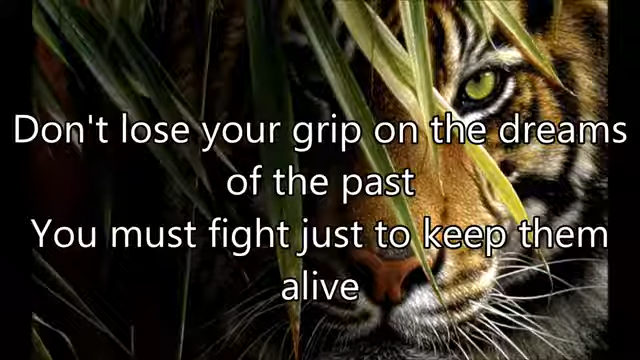 Don't lose your grip on the dreams
of the past
You must fight just to keep them
alive